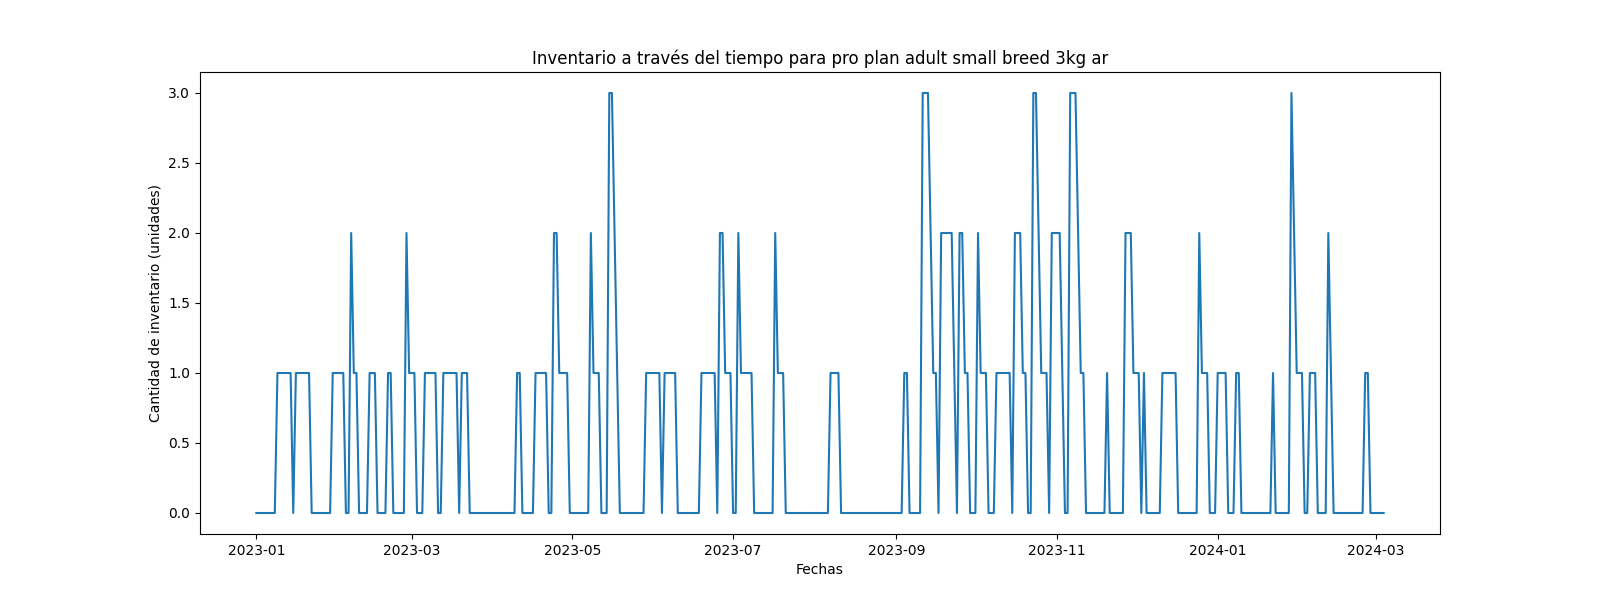 Inventario a través del tiempo para pro plan adult small breed 3kg ar
Cantidad de inventario (unidades)
3.0
2.5
2.0
1.5
1.0
0.5
0.0
2023-01 2023-03 2023-05 2023-07 2023-09 2023-11 2024-01 2024-03
Fechas